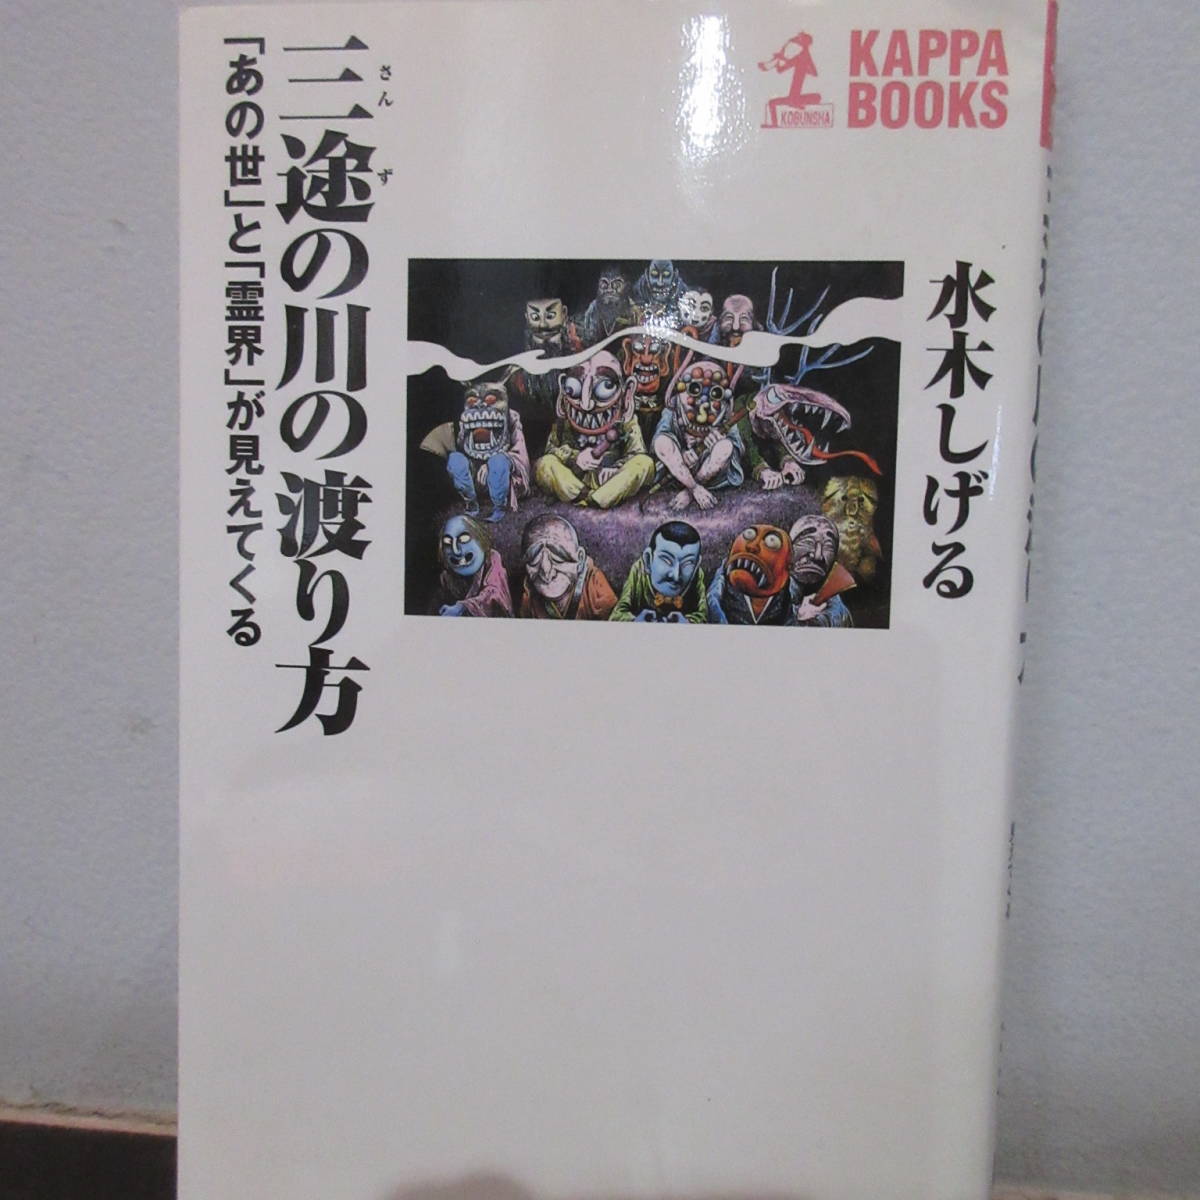 KAPPA
BOOKS
KOBUNSHA
水木しげる
三途の川の渡り方
さんず
「あの世」と「霊界」が見えてくる